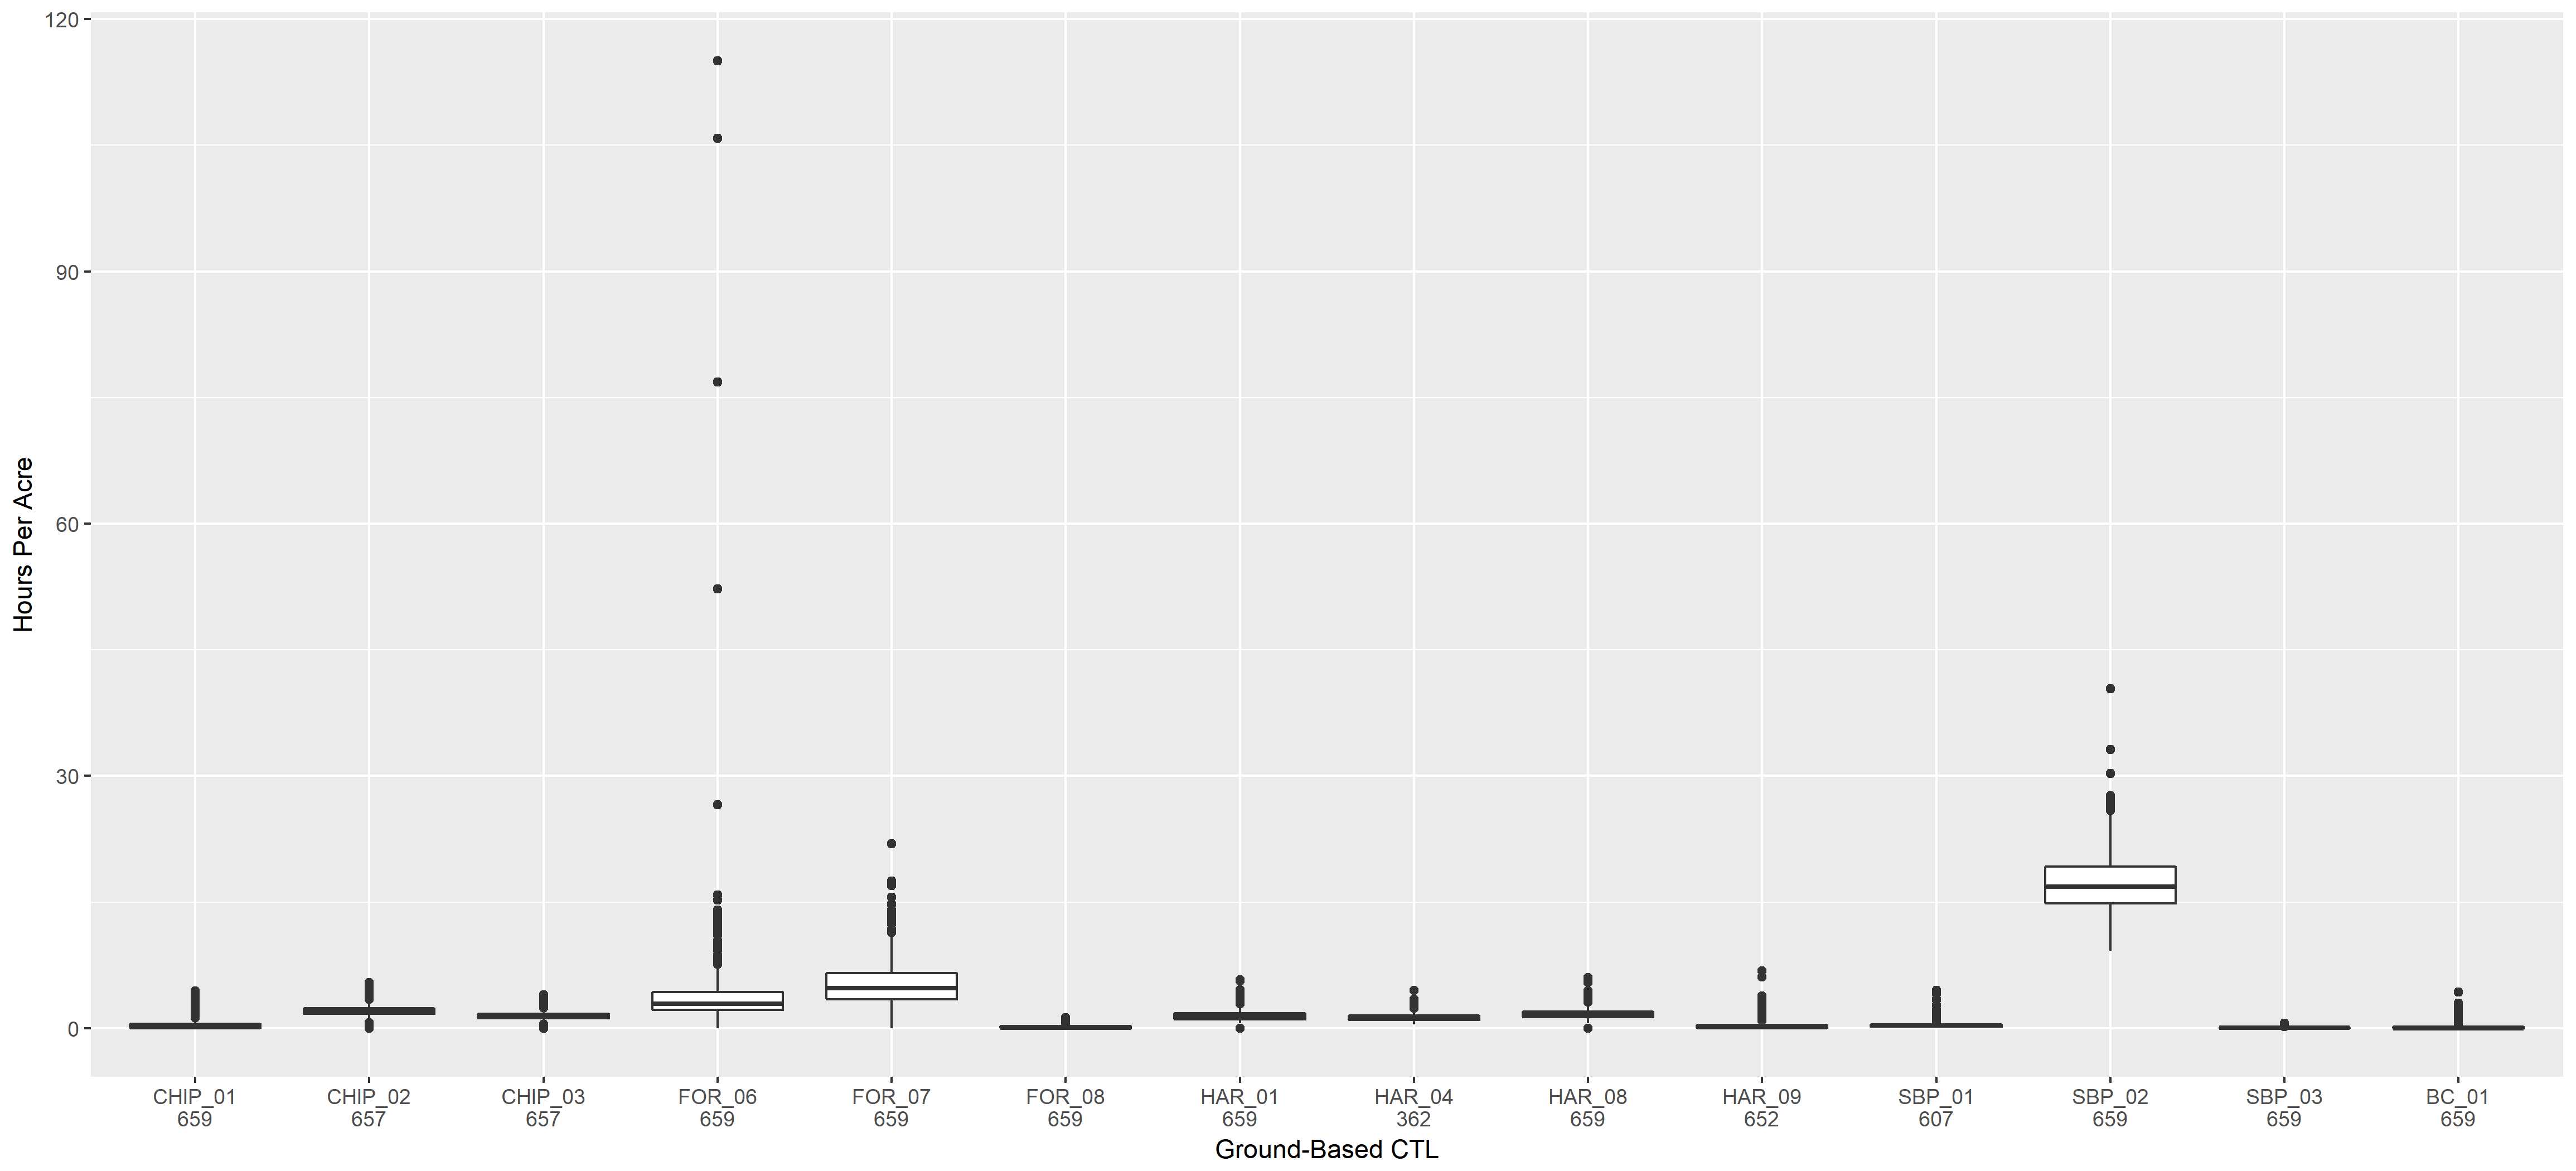 120
90
60
30
0
Hours Per Acre
CHIP_01 CHIP_02 CHIP_03 FOR_06 FOR_07 FOR_08 HAR_01 HAR_04 HAR_08 HAR_09 SBP_01 SBP_02 SBP_03 BC_01
659 657 657 659 659 659 659 362 659 652 607 659 659 659
Ground-Based CTL